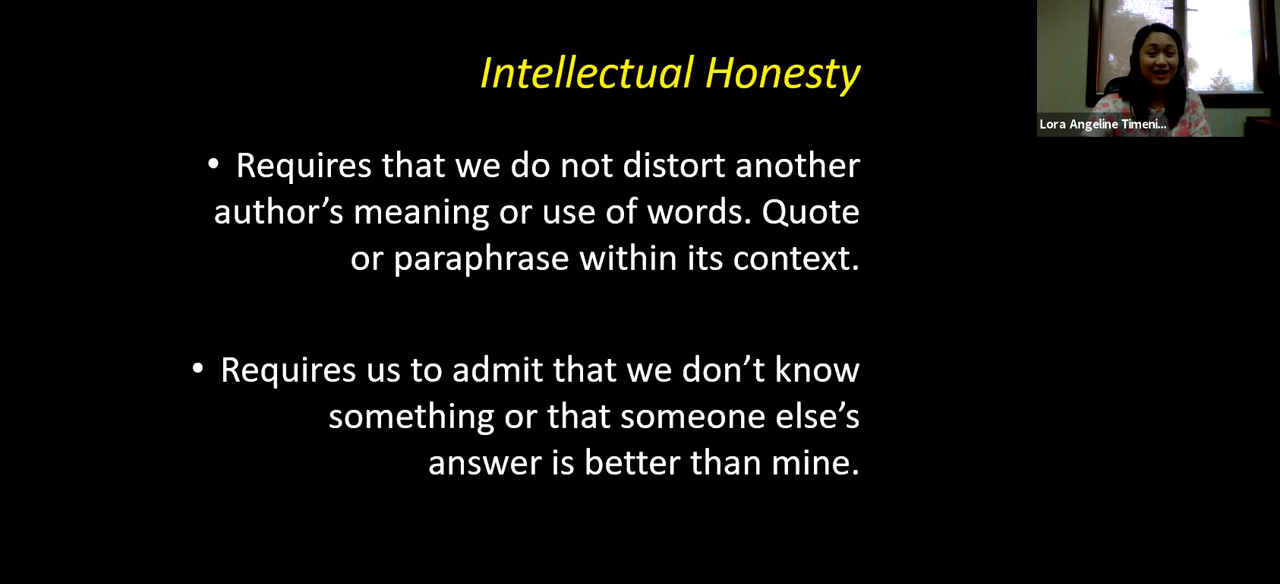 Intellectual Honesty
• Requires that we do not distort another
author’s meaning or use of words. Quote
or paraphrase within its context.
• Requires us to admit that we don’t know
something or that someone else’s
answer is better than mine.
Lora Angeline Timeni...